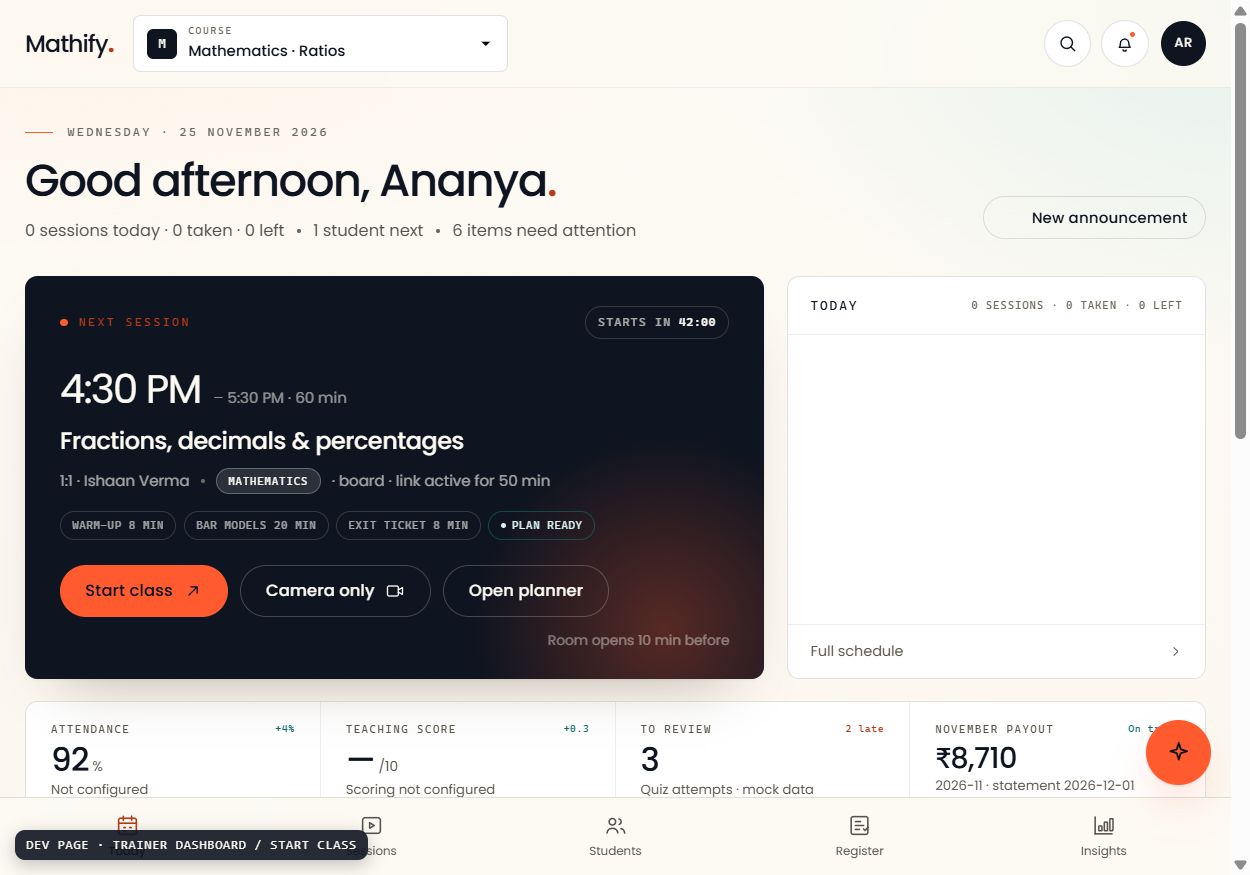 Mathify.
M
COURSE
Mathematics · Ratios
AR
WEDNESDAY · 25 NOVEMBER 2026
Good afternoon, Ananya.
0 sessions today · 0 taken · 0 left • 1 student next • 6 items need attention
New announcement
NEXT SESSION
STARTS IN 42:00
4:30 PM – 5:30 PM · 60 min
Fractions, decimals & percentages
1:1 · Ishaan Verma • MATHEMATICS · board · link active for 50 min
WARM-UP 8 MIN
BAR MODELS 20 MIN
EXIT TICKET 8 MIN
PLAN READY
Start class
Camera only
Open planner
Room opens 10 min before
TODAY
0 SESSIONS · 0 TAKEN · 0 LEFT
Full schedule
ATTENDANCE
+4%
92%
Not configured
TEACHING SCORE
+0.3
— /10
Scoring not configured
TO REVIEW
2 late
3
Quiz attempts · mock data
NOVEMBER PAYOUT
On
₹8,710
2026-11 · statement 2026-12-01
Today
DEV PAGE · TRAINER DASHBOARD / START CLASS
Students
Register
Insights